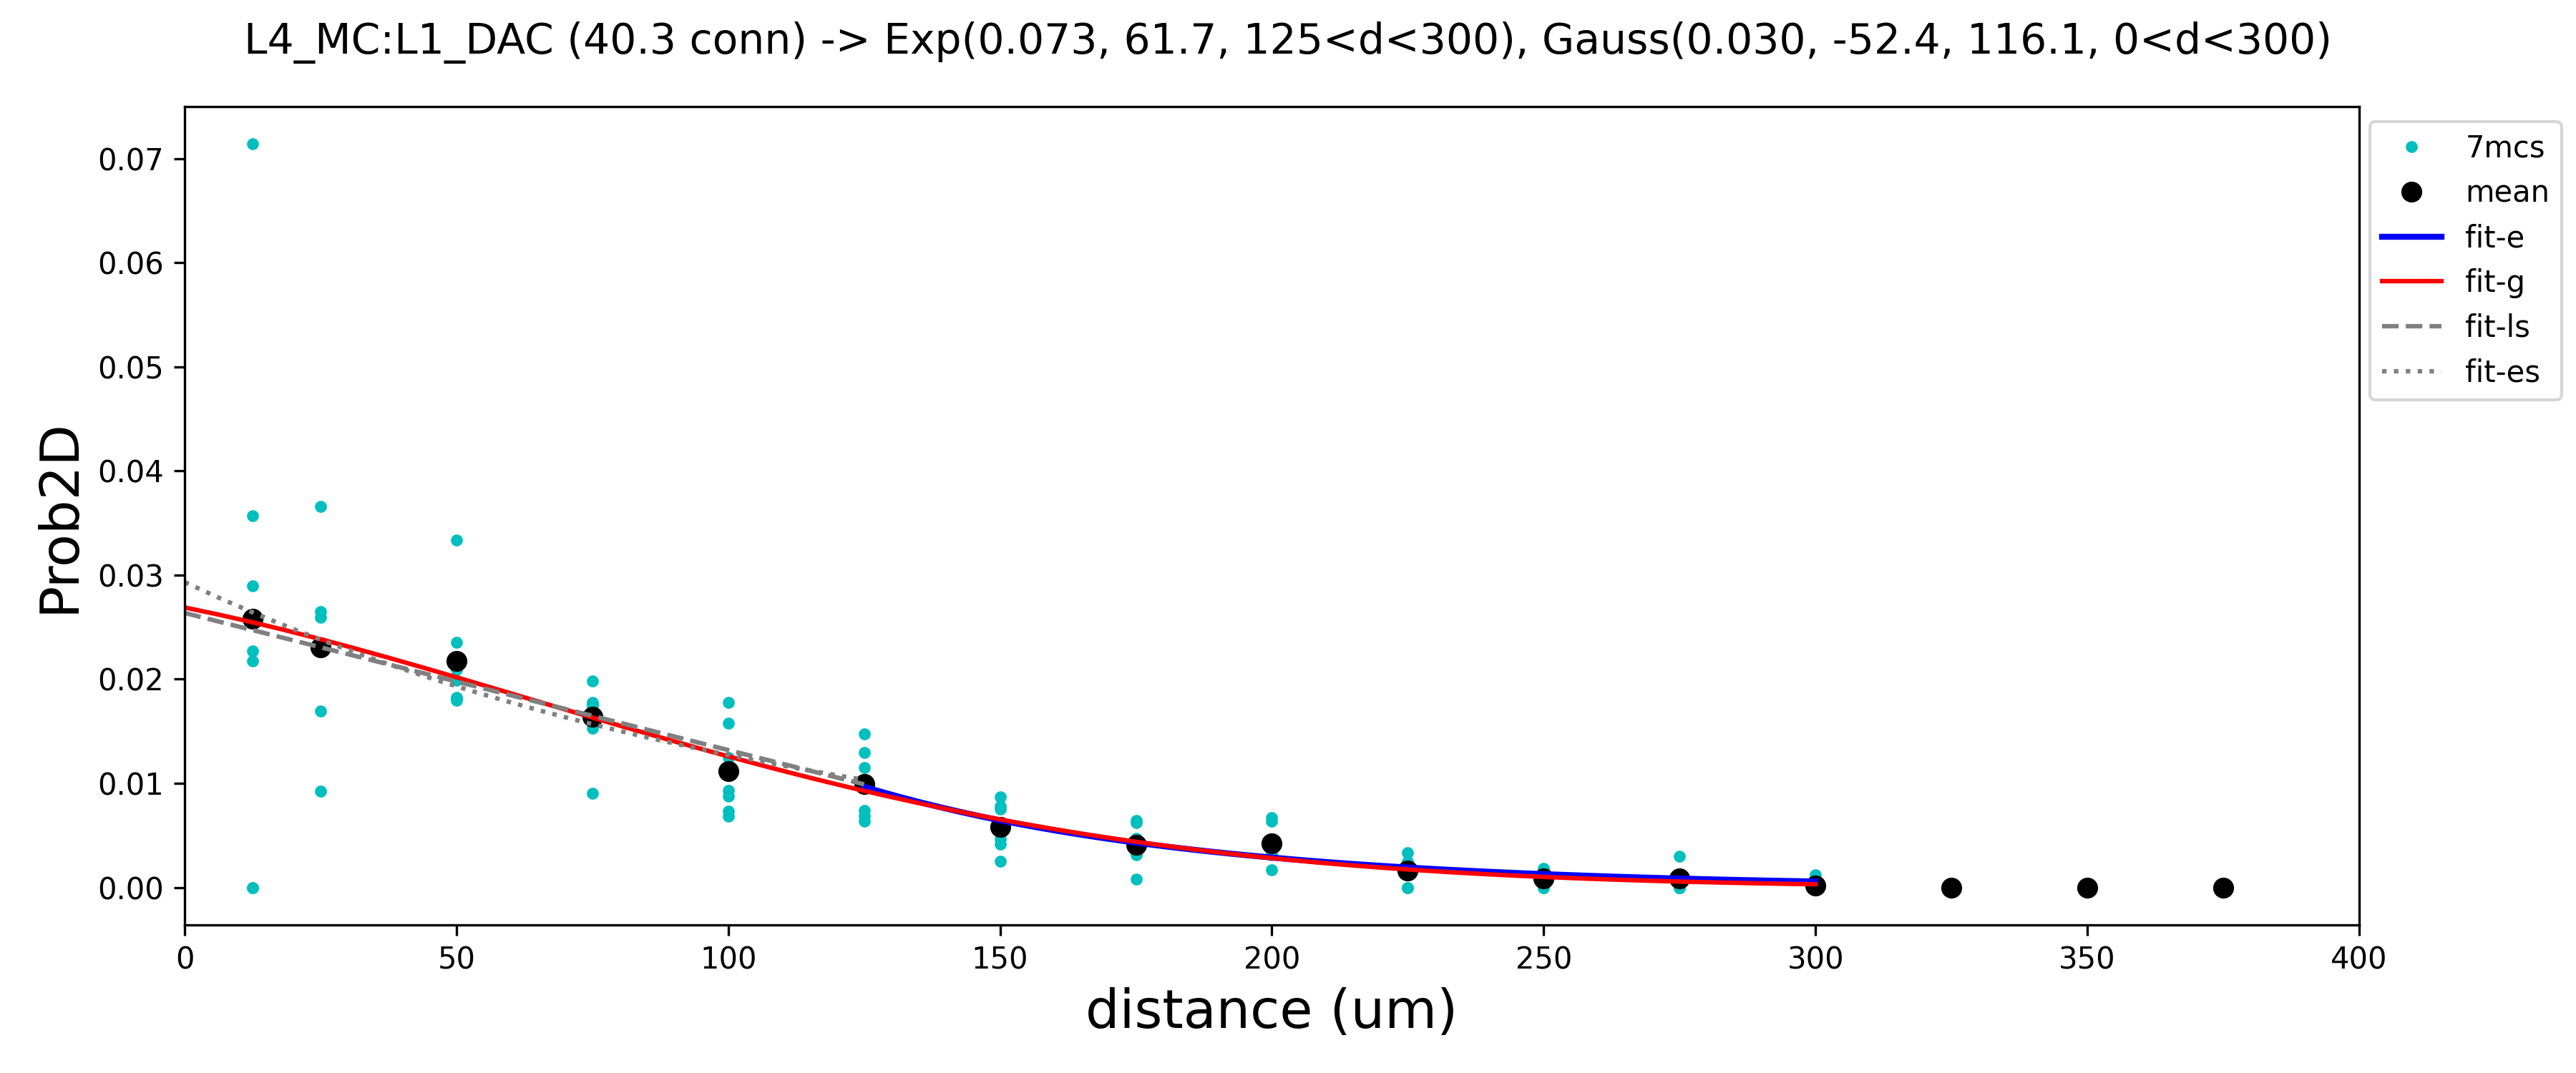 L4_MC:L1_DAC (40.3 conn) -> Exp(0.073, 61.7, 125<d<300), Gauss(0.030, -52.4, 116.1, 0<d<300)
7mcs
mean
fit-e
fit-g
fit-ls
fit-es
Prob2D
0.07
0.06
0.05
0.04
0.03
0.02
0.01
0.00
0 50 100 150 200 250 300 350 400
distance (um)